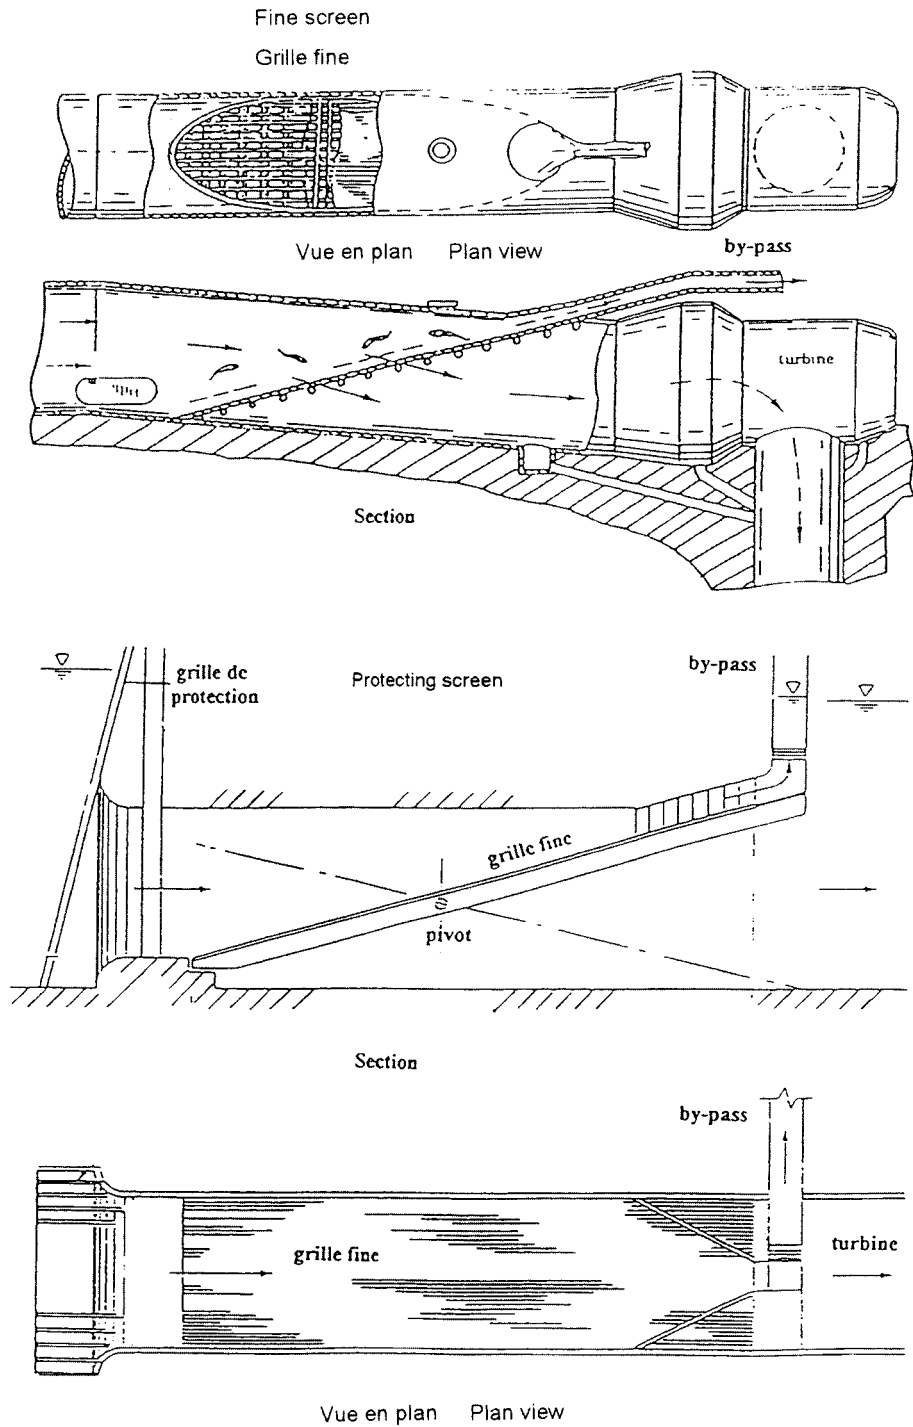 Fine screen
Grille fine
Vue en plan Plan view
by-pass
turbine
Section
grille de
protection
Protecting screen
by-pass
grille fine
pivot
Section
by-pass
grille fine
turbine
Vue en plan Plan view